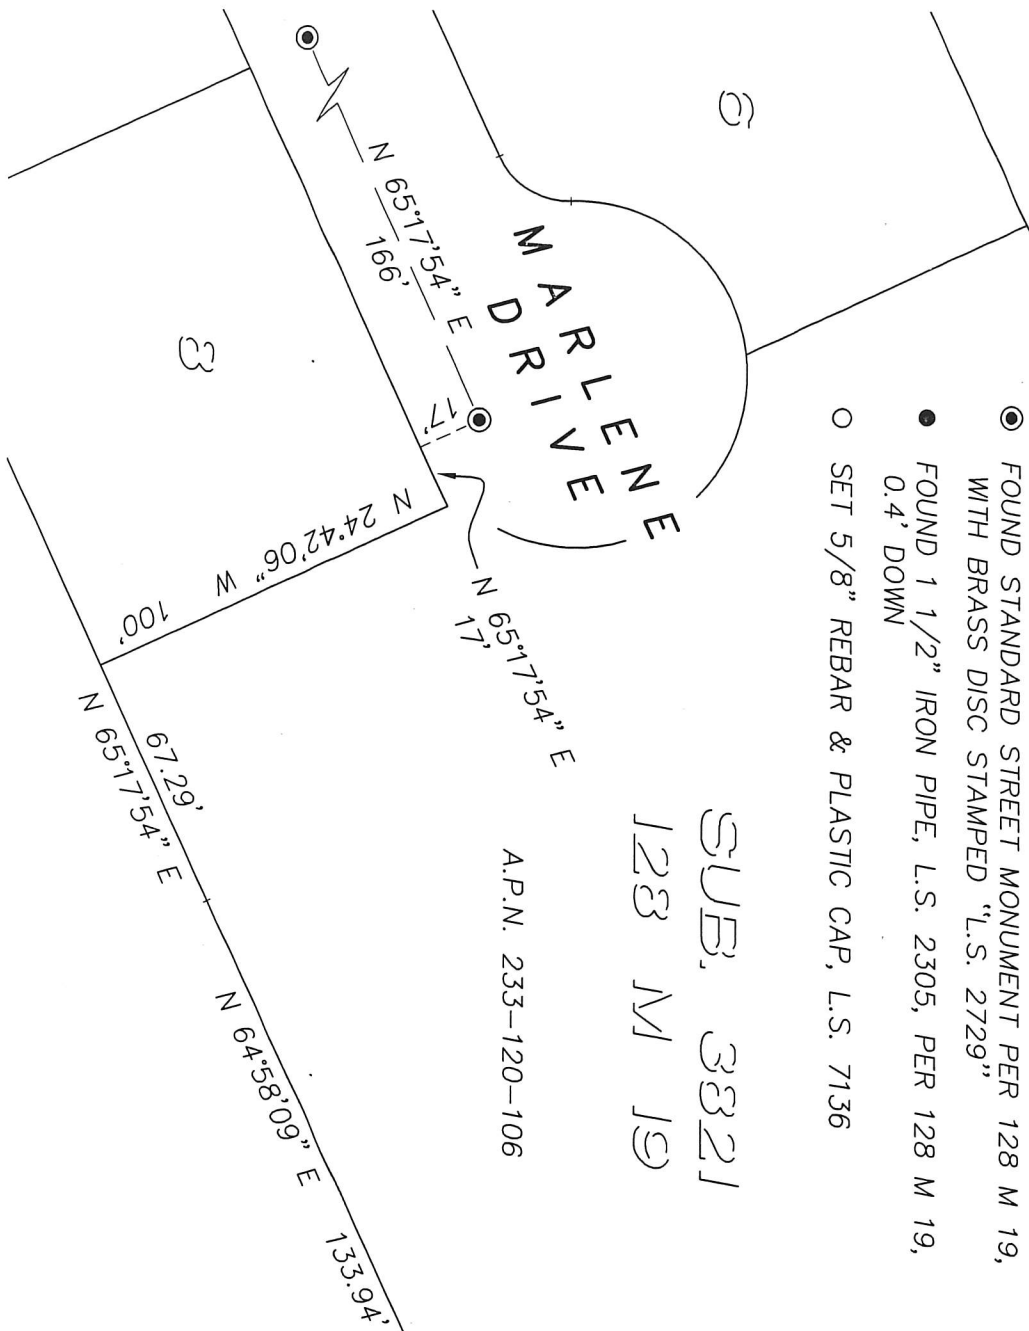 FOUND STANDARD STREET MONUMENT PER 128 M 19,
WITH BRASS DISC STAMPED "L.S. 2729"
FOUND 1 1/2" IRON PIPE, L.S. 2305, PER 128 M 19,
0.4' DOWN
SET 5/8" REBAR & PLASTIC CAP, L.S. 7136
6
MARLENE
DRIVE
N 65°17'54" E
166'
17'
N 65°17'54" E
17'
3
N 24°42'06" W
100'
SUB. 3821
128 M 19
A.P.N. 233-120-106
67.29'
N 65°17'54" E
N 64°58'09" E
133.94'